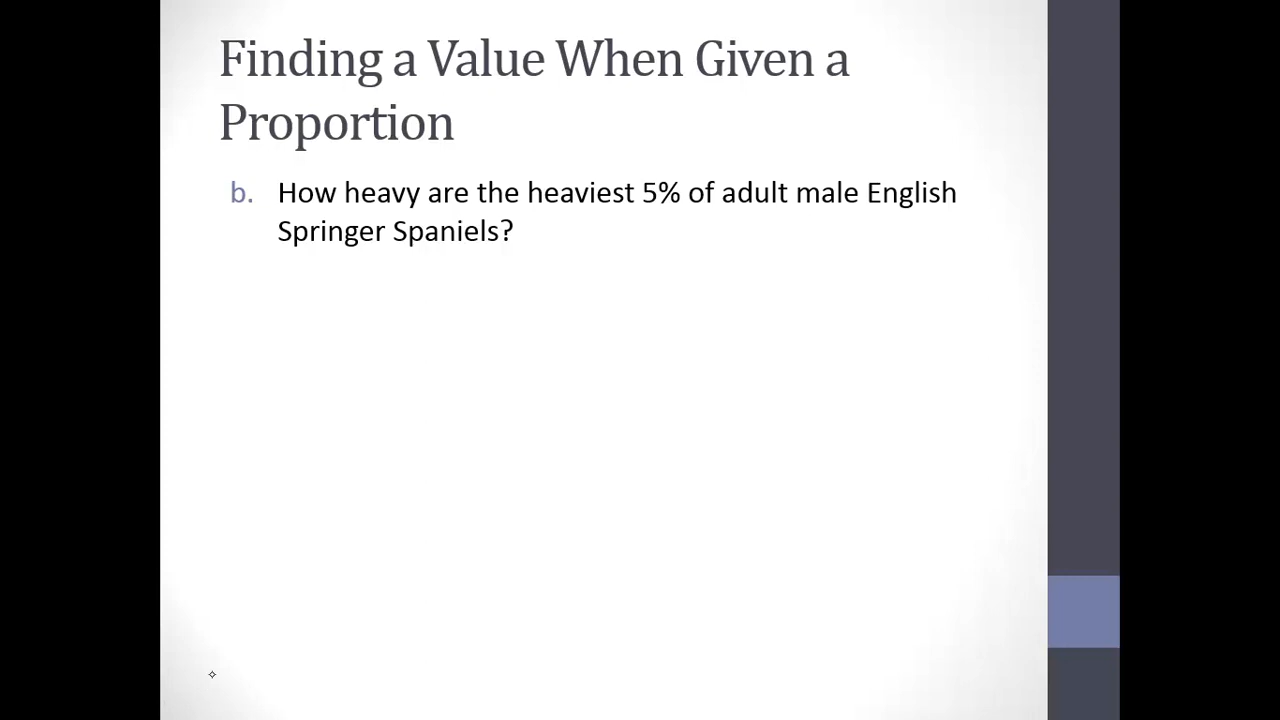 Finding a Value When Given a
Proportion
b. How heavy are the heaviest 5% of adult male English
Springer Spaniels?